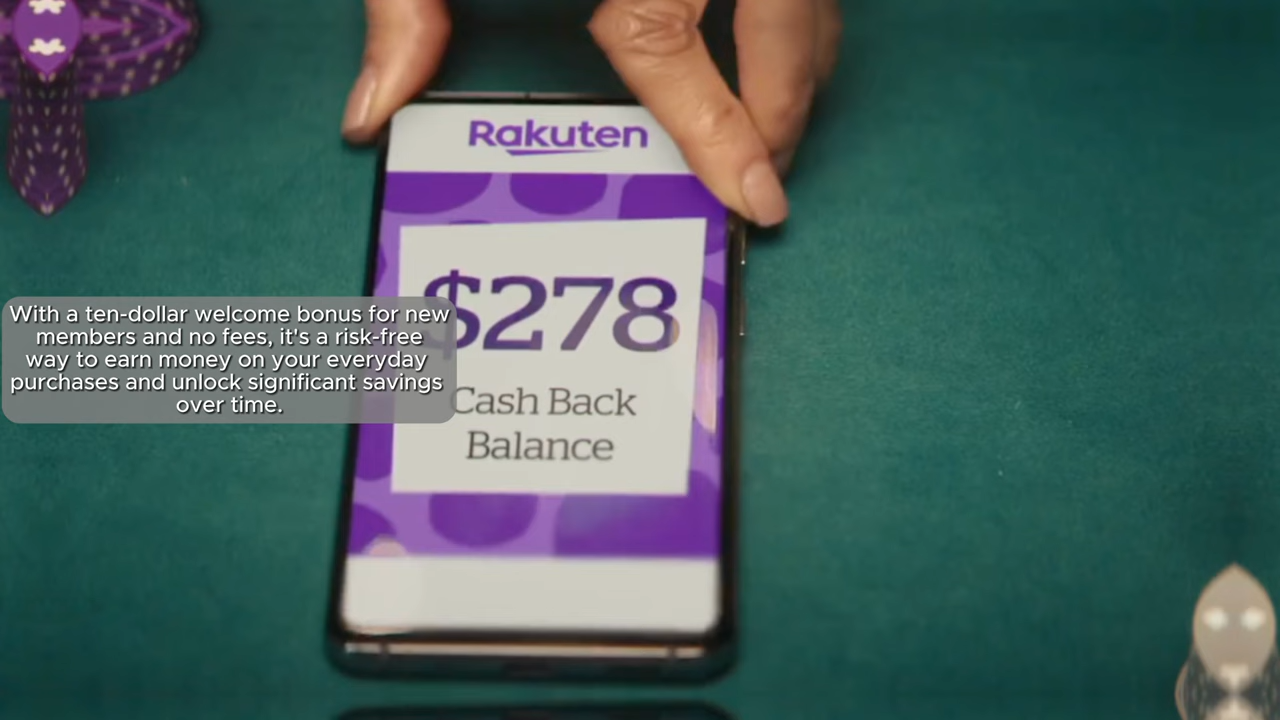 Rakuten
$278
Cash Back
Balance
With a ten-dollar welcome bonus for new
members and no fees, it's a risk-free
way to earn money on your everyday
purchases and unlock significant savings
over time.